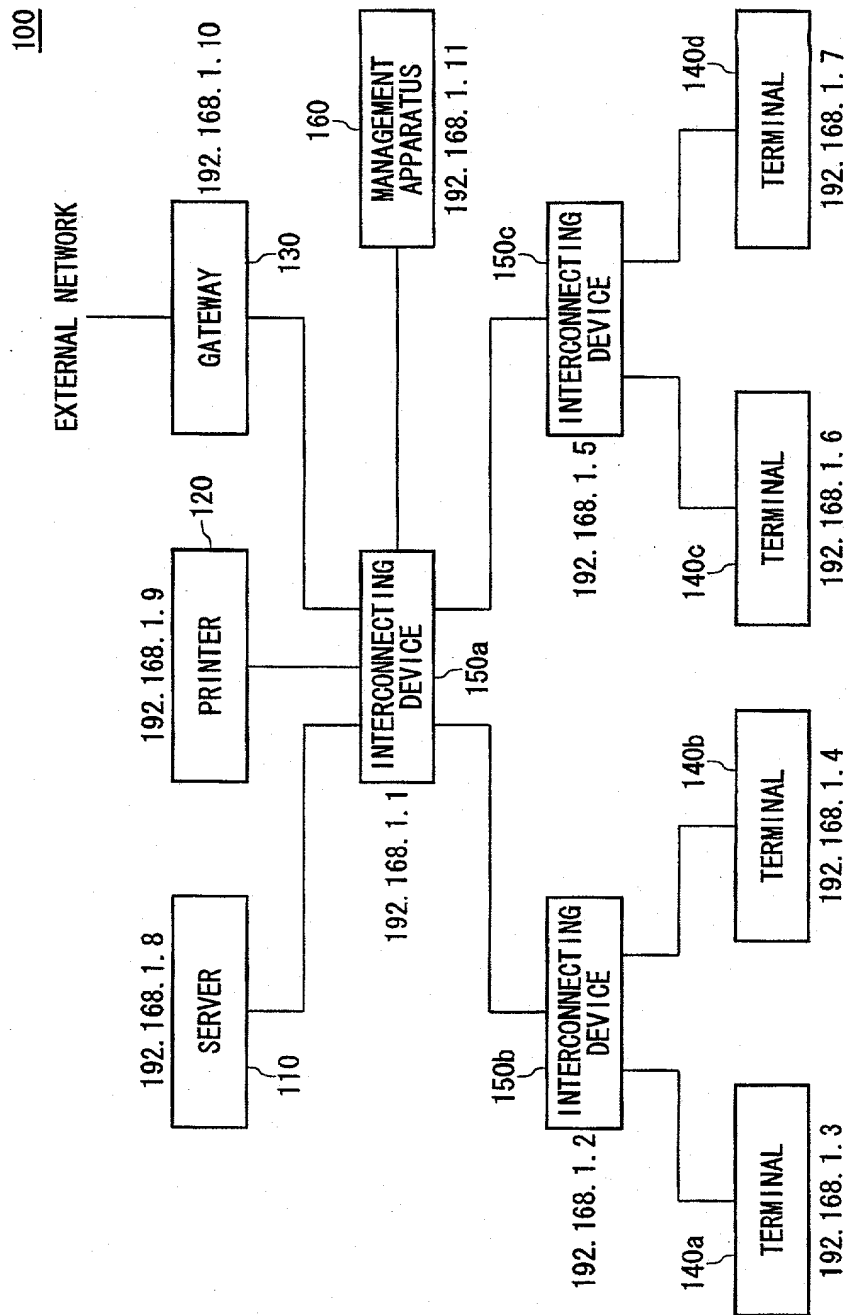 100
EXTERNAL NETWORK
192. 168. 1. 8
SERVER
110
192. 168. 1. 9
PRINTER
120
GATEWAY
130
192. 168. 1. 10
INTERCONNECTING
DEVICE
150a
192. 168. 1. 1
160
MANAGEMENT
APPARATUS
192. 168. 1. 11
150b
INTERCONNECTING
DEVICE
192. 168. 1. 2
150c
INTERCONNECTING
DEVICE
192. 168. 1. 5
140a
TERMINAL
192. 168. 1. 3
140b
TERMINAL
192. 168. 1. 4
140c
TERMINAL
192. 168. 1. 6
140d
TERMINAL
192. 168. 1. 7